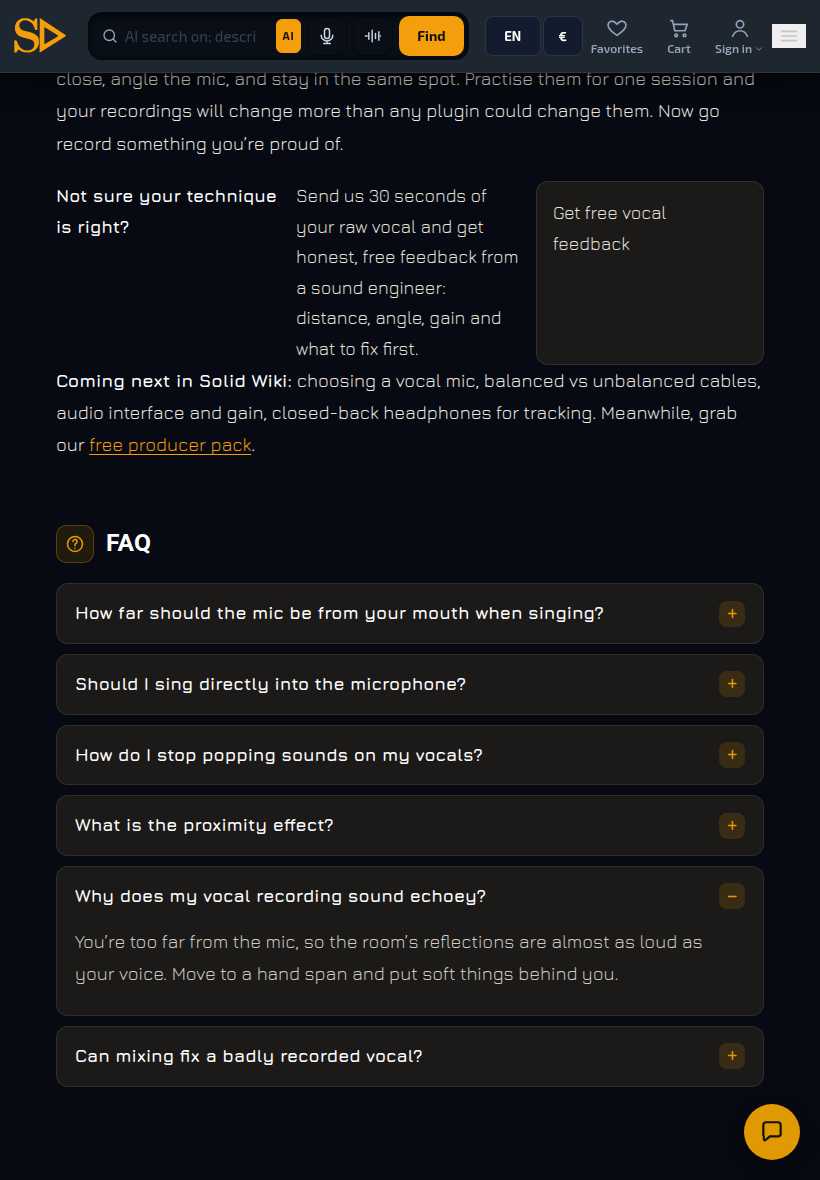 SD
AI search on: descri
AI
Find
EN
€
Favorites
Cart
Sign in
close, angle the mic, and stay in the same spot. Practise them for one session and
your recordings will change more than any plugin could change them. Now go
record something you're proud of.
Not sure your technique
is right?
Send us 30 seconds of
your raw vocal and get
honest, free feedback from
a sound engineer:
distance, angle, gain and
what to fix first.
Get free vocal
feedback
Coming next in Solid Wiki: choosing a vocal mic, balanced vs unbalanced cables,
audio interface and gain, closed-back headphones for tracking. Meanwhile, grab
our free producer pack.
FAQ
How far should the mic be from your mouth when singing?
Should I sing directly into the microphone?
How do I stop popping sounds on my vocals?
What is the proximity effect?
Why does my vocal recording sound echoey?
You're too far from the mic, so the room's reflections are almost as loud as
your voice. Move to a hand span and put soft things behind you.
Can mixing fix a badly recorded vocal?